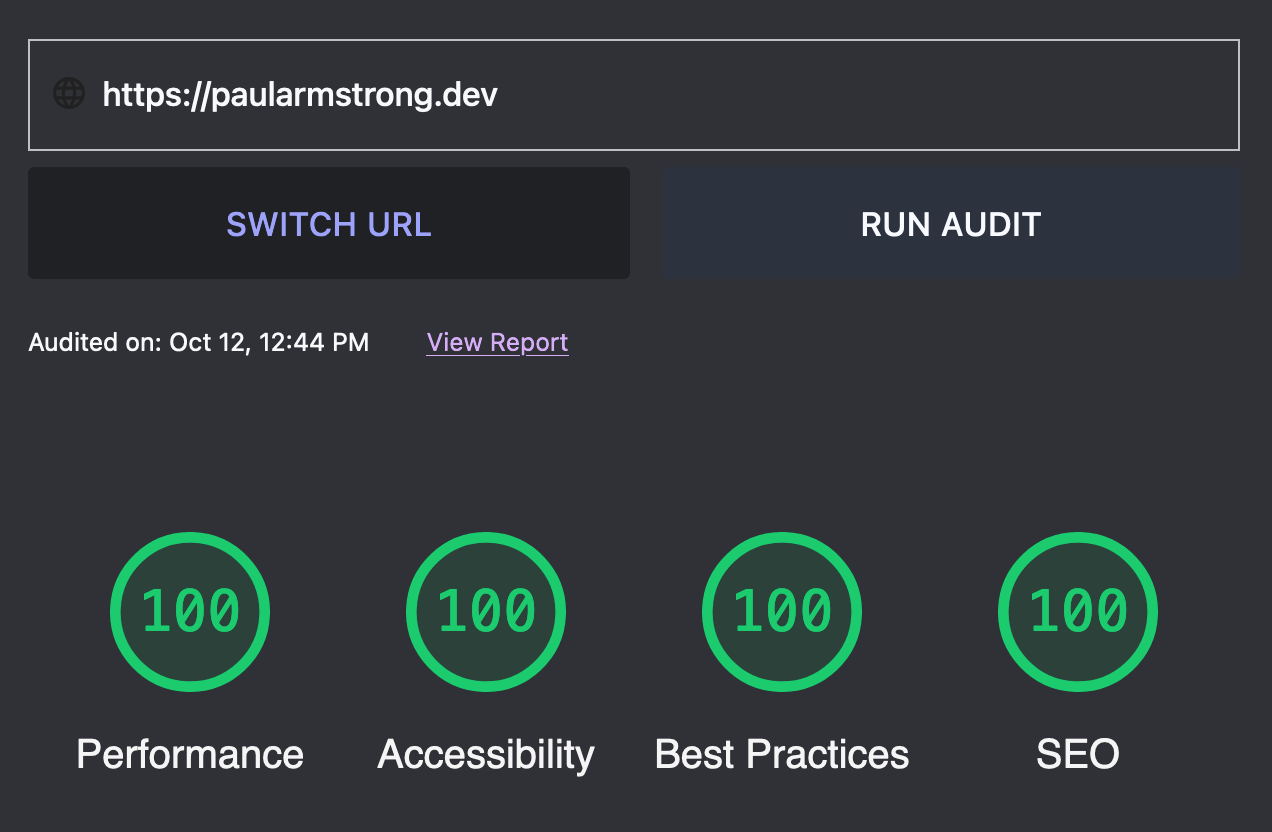 https://paularmstrong.dev
SWITCH URL
RUN AUDIT
Audited on: Oct 12, 12:44 PM View Report
100 100 100 100
Performance Accessibility Best Practices SEO